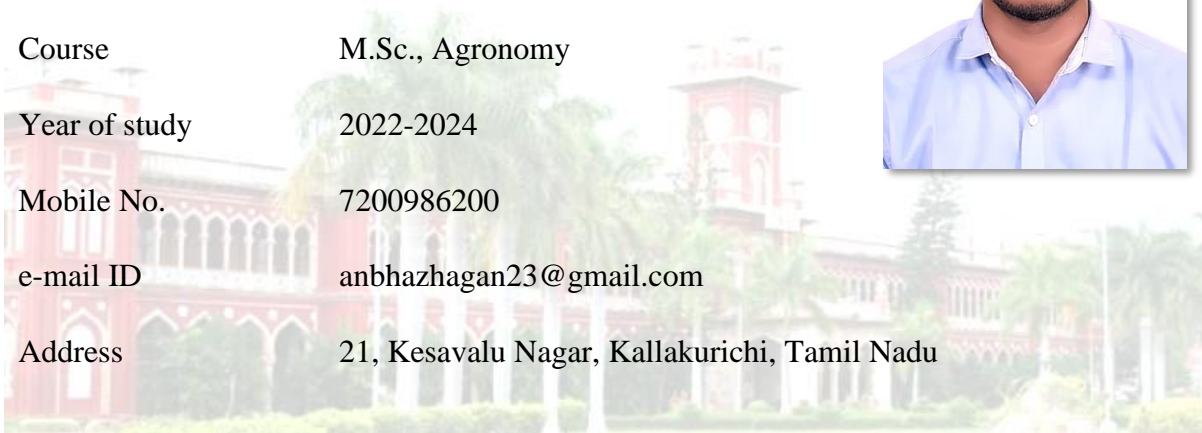 Course M.Sc., Agronomy
Year of study 2022-2024
Mobile No. 7200986200
e-mail ID anbhazhagan23@gmail.com
Address 21, Kesavalu Nagar, Kallakurichi, Tamil Nadu